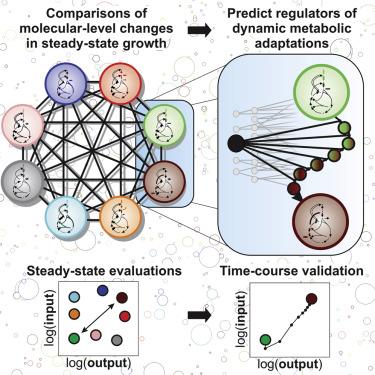 Comparisons of
molecular-level changes
in steady-state growth
Predict regulators of
dynamic metabolic
adaptations
Steady-state evaluations
log(input)
log(output)
Time-course validation
log(input)
log(output)